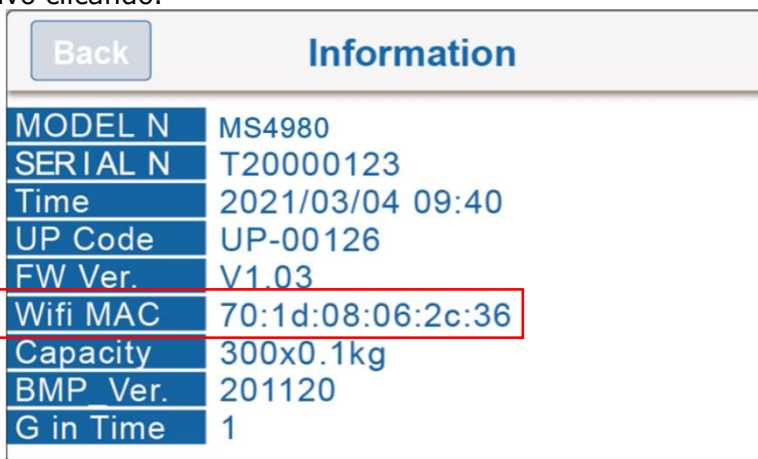 clicando.
Back
Information
MODEL N MS4980
SERIAL N T20000123
Time 2021/03/04 09:40
UP Code UP-00126
FW Ver. V1.03
Wifi MAC 70:1d:08:06:2c:36
Capacity 300x0.1kg
BMP_Ver. 201120
G in Time 1